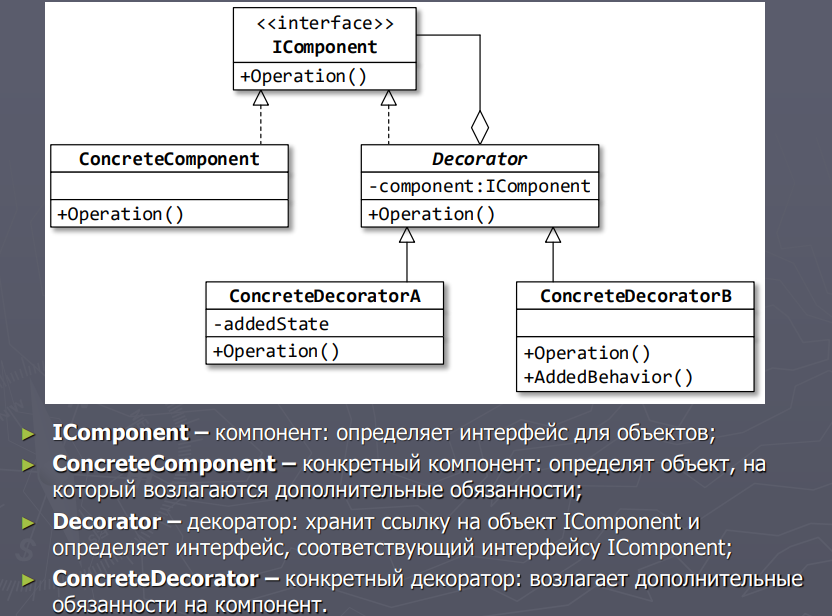 <<interface>>
IComponent
+Operation()
ConcreteComponent
+Operation()
Decorator
-component:IComponent
+Operation()
ConcreteDecoratorA
-addedState
+Operation()
ConcreteDecoratorB
+Operation()
+AddedBehavior()
► IComponent – компонент: определяет интерфейс для объектов;
► ConcreteComponent – конкретный компонент: определят объект, на
который возлагаются дополнительные обязанности;
► Decorator – декоратор: хранит ссылку на объект IComponent и
определяет интерфейс, соответствующий интерфейсу IComponent;
► ConcreteDecorator – конкретный декоратор: возлагает дополнительные
обязанности на компонент.